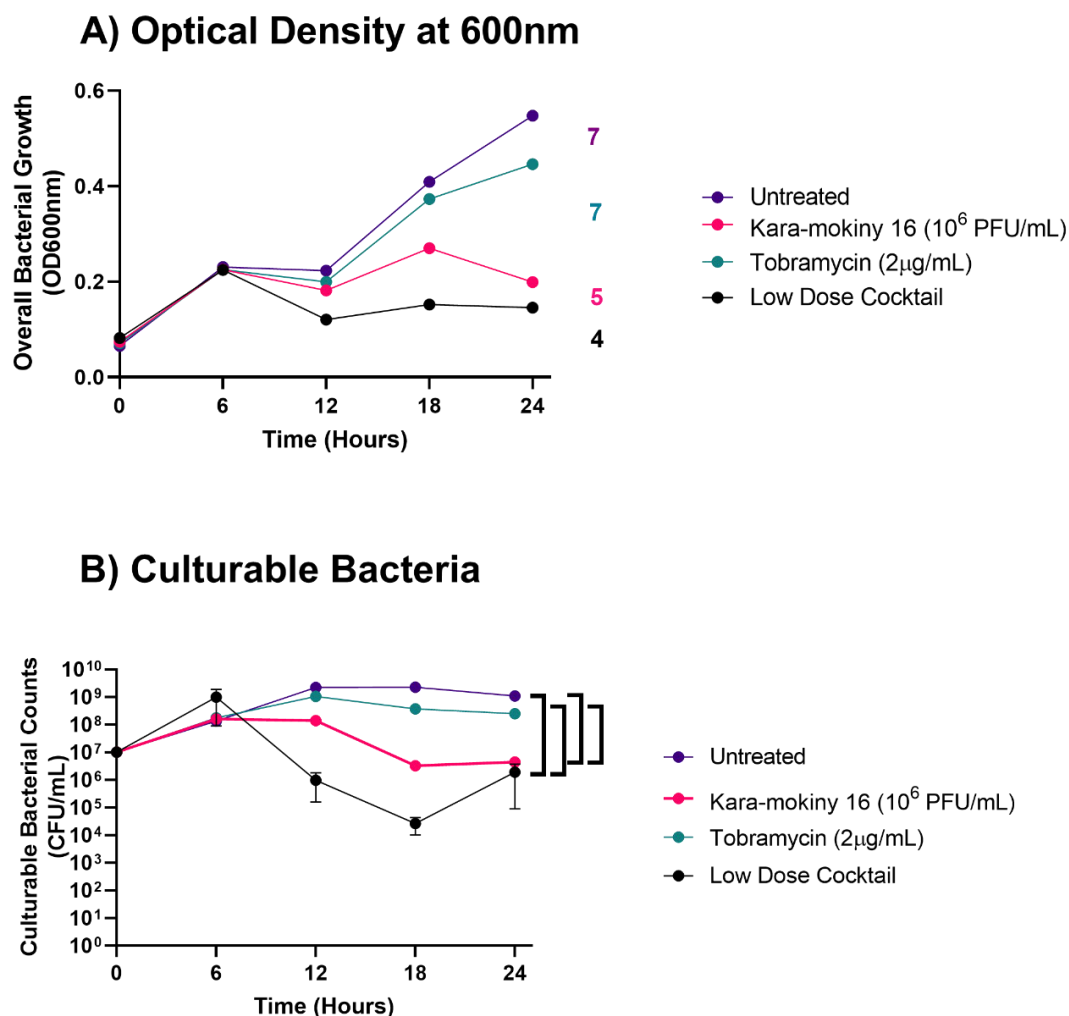 A) Optical Density at 600nm
Overall Bacterial Growth
(OD600nm)
0.6
0.4
0.2
0.0
0 6 12 18 24
Time (Hours)
7
7
5
4
Untreated
Kara-mokiny 16 (10⁶ PFU/mL)
Tobramycin (2µg/mL)
Low Dose Cocktail
B) Culturable Bacteria
Culturable Bacterial Counts
(CFU/mL)
10¹⁰
10⁹
10⁸
10⁷
10⁶
10⁵
10⁴
10³
10²
10¹
10⁰
0 6 12 18 24
Time (Hours)
Untreated
Kara-mokiny 16 (10⁶ PFU/mL)
Tobramycin (2µg/mL)
Low Dose Cocktail